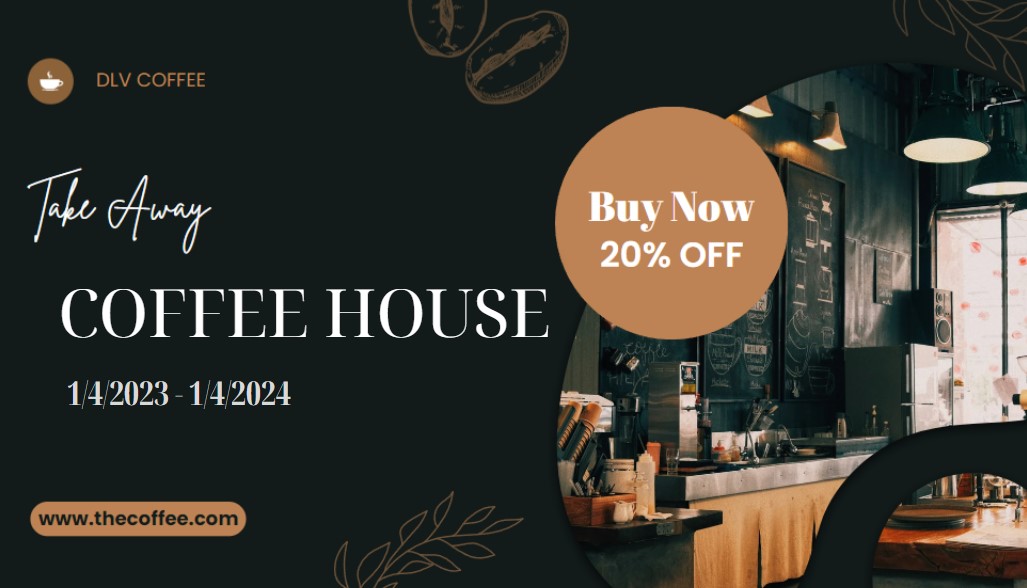 DLV COFFEE
Take Away
COFFEE HOUSE
1/4/2023 - 1/4/2024
www.thecoffee.com
Buy Now
20% OFF
MILK